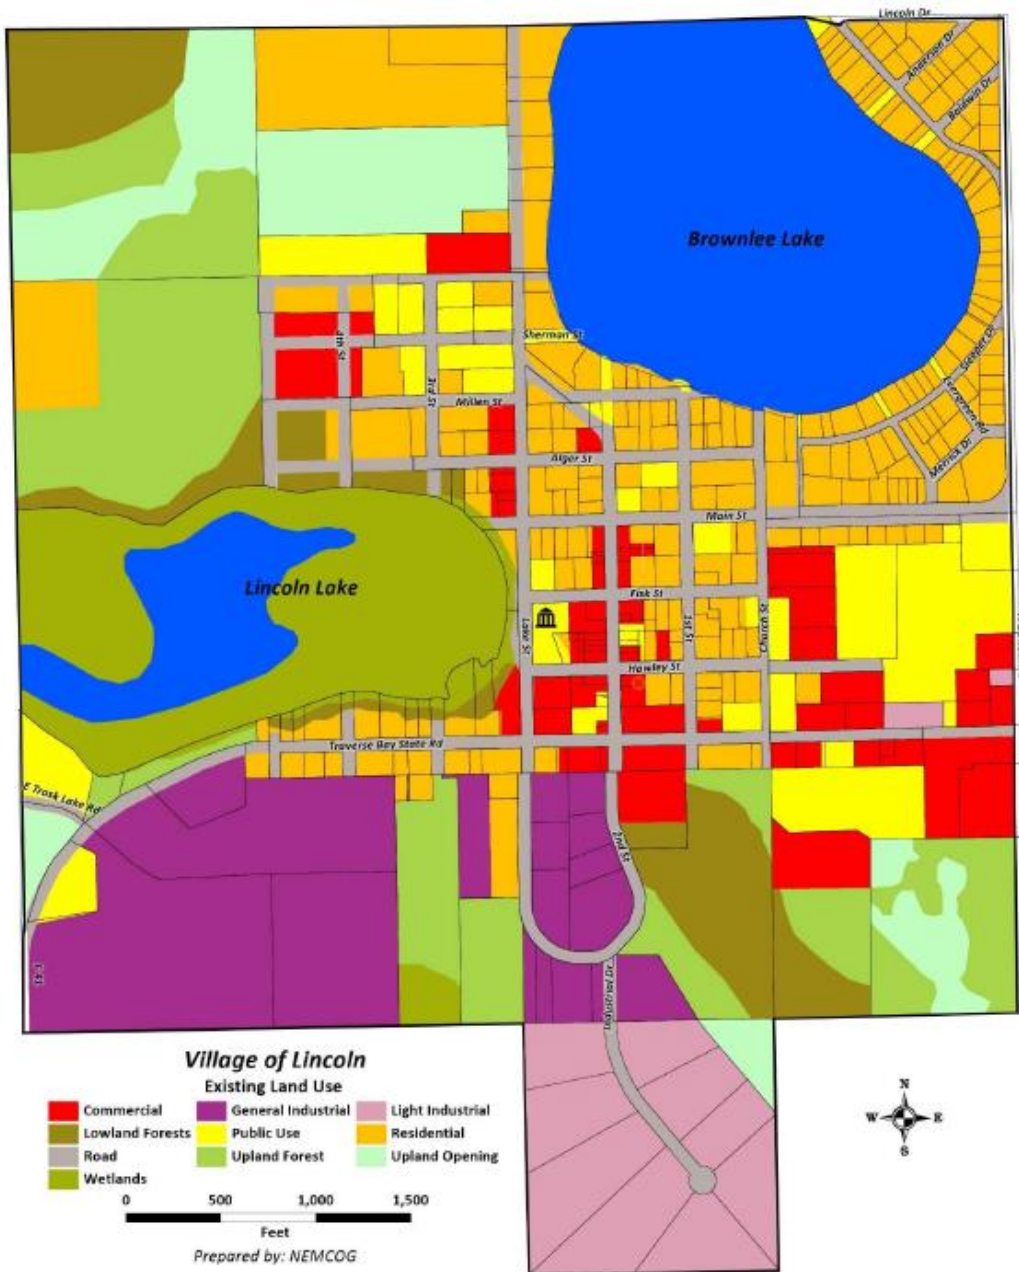 Lincoln Dr
Anderson Dr
Baldwin Dr
Brownlee Lake
Sherman St
4th St
3rd St
Sleeper Dr
Evergreen Rd
Millen St
Merrick Dr
Alger St
Main St
Lincoln Lake
Fisk St
Lake St
1st St
Church St
Hawley St
Traverse Bay State Rd
E Trask Lake Rd
2nd St
Industrial Dr
Village of Lincoln
Existing Land Use
Commercial General Industrial Light Industrial
Lowland Forests Public Use Residential
Road Upland Forest Upland Opening
Wetlands
0 500 1,000 1,500
Feet
Prepared by: NEMCOG
N
W E
S